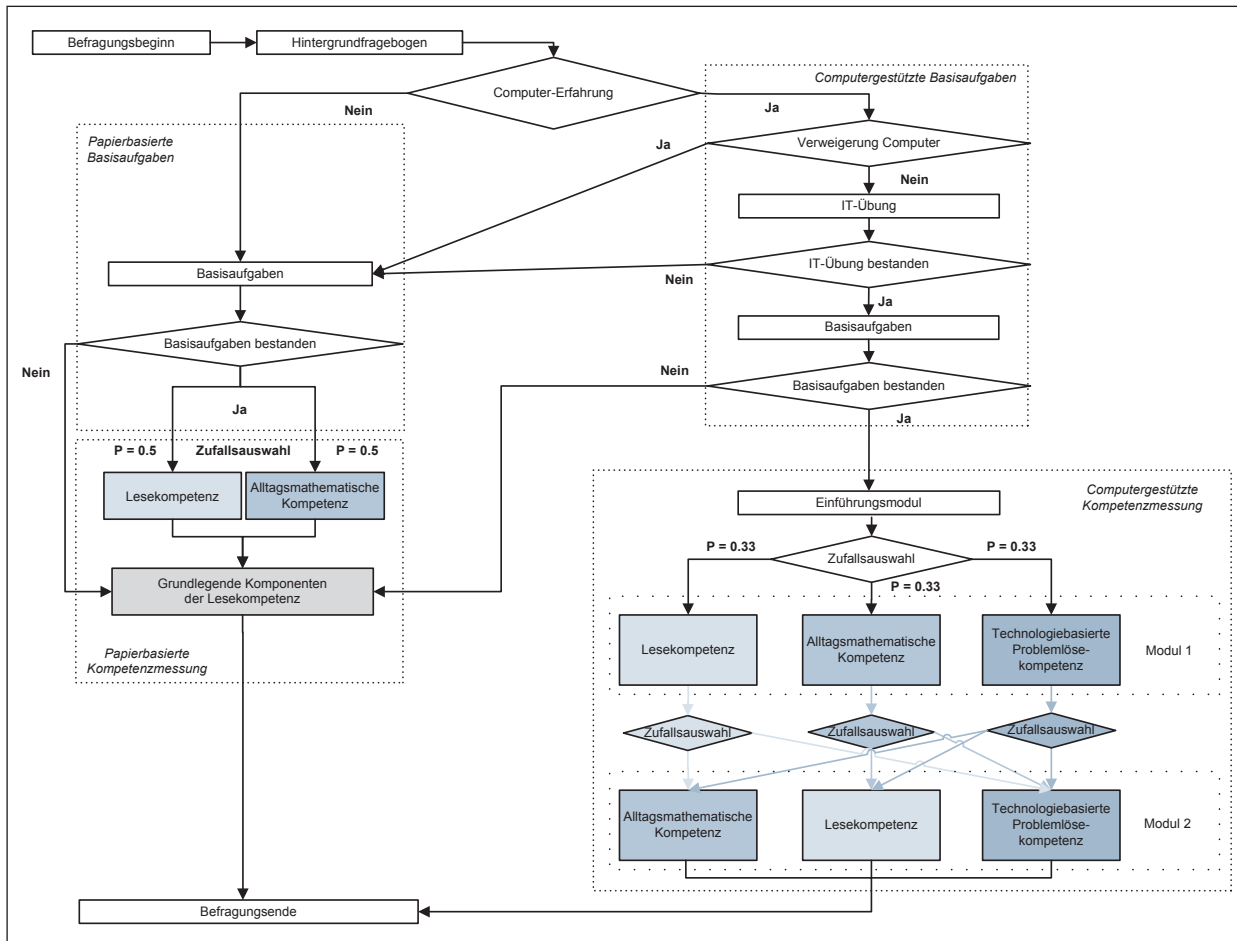 Befragungsbeginn
Hintergrundfragebogen
Computergestützte Basisaufgaben
Computer-Erfahrung
Nein
Ja
Papierbasierte
Basisaufgaben
Ja
Verweigerung Computer
Nein
IT-Übung
Basisaufgaben
IT-Übung bestanden
Nein
Ja
Basisaufgaben
Basisaufgaben bestanden
Nein
Nein
Basisaufgaben bestanden
Ja
Ja
P = 0.5
Zufallsauswahl
P = 0.5
Lesekompetenz
Alltagsmathematische
Kompetenz
Computergestützte
Kompetenzmessung
Einführungsmodul
P = 0.33
Zufallsauswahl
P = 0.33
P = 0.33
Grundlegende Komponenten
der Lesekompetenz
Papierbasierte
Kompetenzmessung
Lesekompetenz
Alltagsmathematische
Kompetenz
Technologiebasierte
Problemlöse-
kompetenz
Modul 1
Zufallsauswahl
Zufallsauswahl
Zufallsauswahl
Alltagsmathematische
Kompetenz
Lesekompetenz
Technologiebasierte
Problemlöse-
kompetenz
Modul 2
Befragungsende